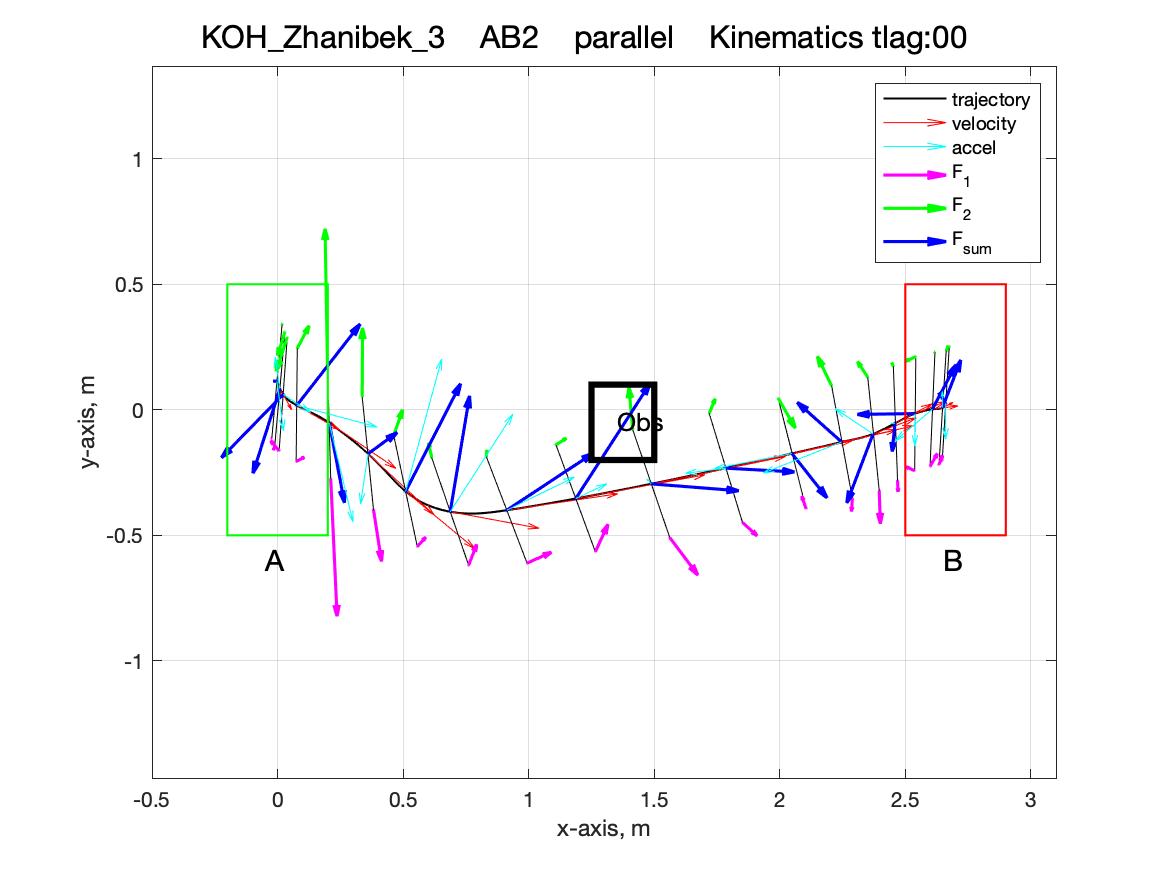 KOH_Zhanibek_3 AB2 parallel Kinematics tlag:00
trajectory
velocity
accel
F1
F2
Fsum
1
0.5
0
-0.5
-1
y-axis, m
Obs
A
B
-0.5 0 0.5 1 1.5 2 2.5 3
x-axis, m